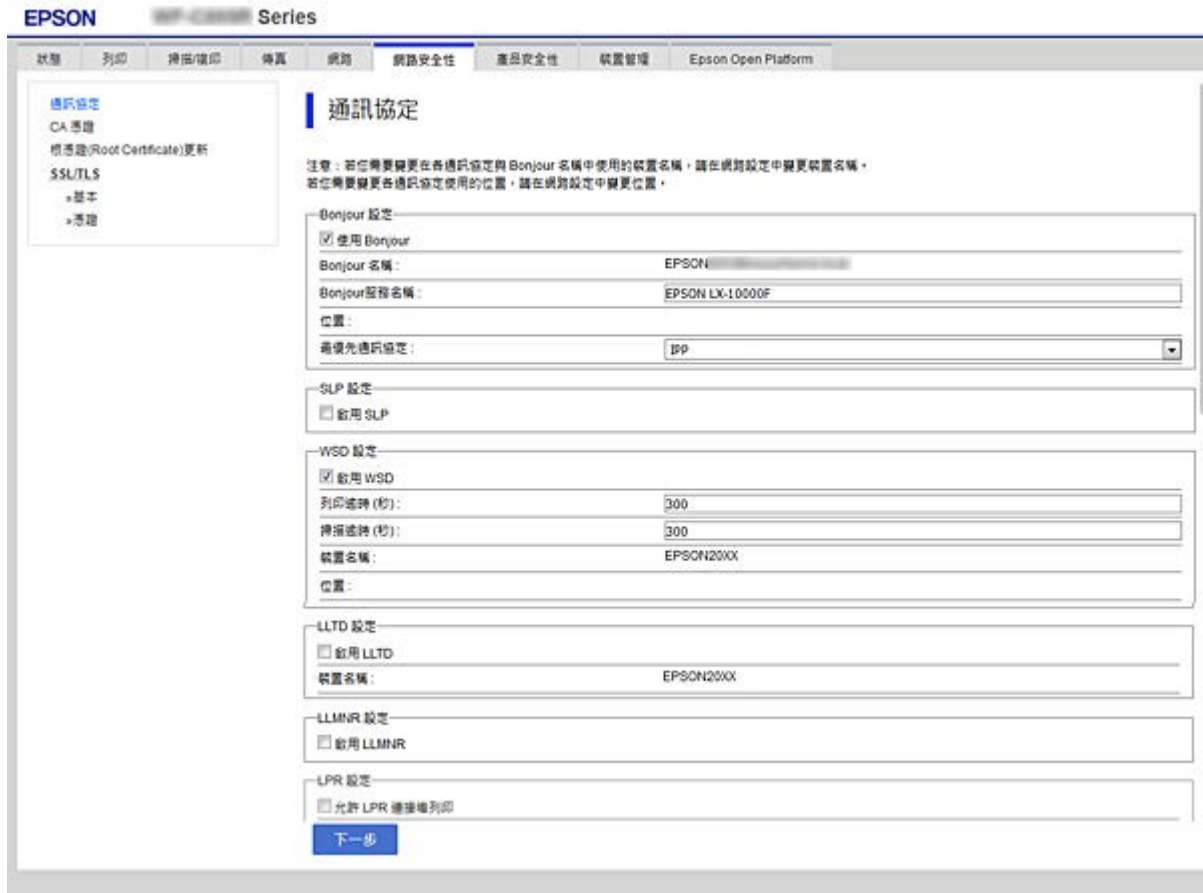 EPSON Series
狀態 列印 掃描/複印 傳真 網路 網路安全性 產品安全性 裝置管理 Epson Open Platform
通訊協定
CA 憑證
根憑證(Root Certificate)更新
SSL/TLS
»基本
»憑證
通訊協定
注意：若您需要變更在各通訊協定與 Bonjour 名稱中使用的裝置名稱，請在網路設定中變更裝置名稱。
若您需要變更各通訊協定使用的位置，請在網路設定中變更位置。
Bonjour 設定
使用 Bonjour
Bonjour 名稱： EPSON
Bonjour服務名稱： EPSON LX-10000F
位置：
最優先通訊協定： IPP
SLP 設定
啟用 SLP
WSD 設定
啟用 WSD
列印逾時 (秒)： 300
掃描逾時 (秒)： 300
裝置名稱： EPSON20XX
位置：
LLTD 設定
啟用 LLTD
裝置名稱： EPSON20XX
LLMNR 設定
啟用 LLMNR
LPR 設定
允許 LPR 連接埠列印
下一步